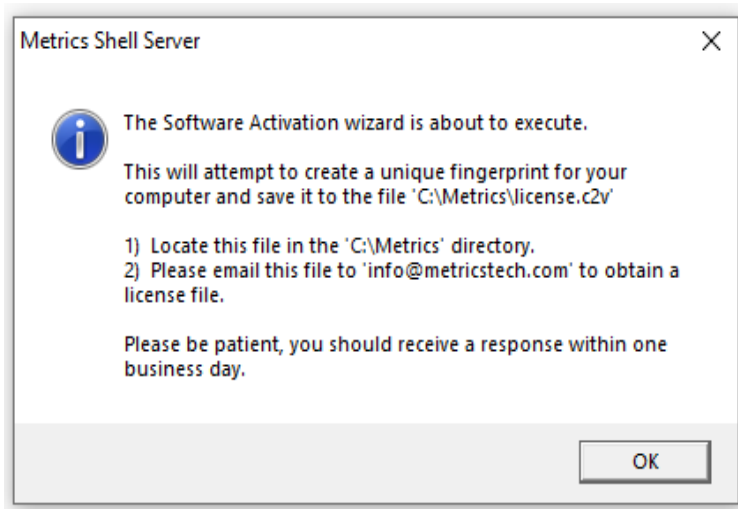 Metrics Shell Server
The Software Activation wizard is about to execute.
This will attempt to create a unique fingerprint for your
computer and save it to the file 'C:\Metrics\license.c2v'
1)  Locate this file in the 'C:\Metrics' directory.
2)  Please email this file to 'info@metricstech.com' to obtain a
license file.
Please be patient, you should receive a response within one
business day.
OK